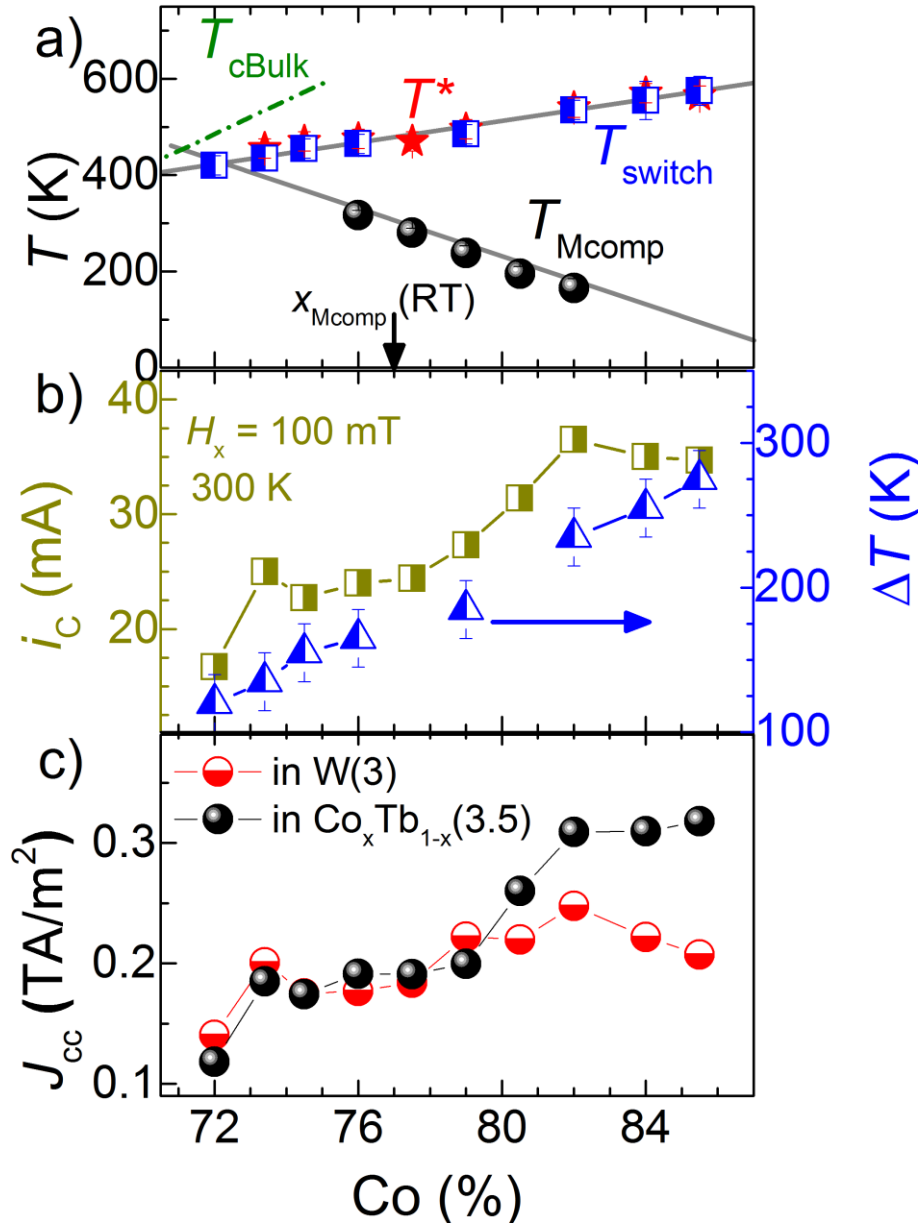 a)
T_cBulk
T*
T_switch
T_Mcomp
x_Mcomp (RT)
600
400
200
0
T (K)
b)
H_x = 100 mT
300 K
40
30
20
i_C (mA)
300
200
100
ΔT (K)
c)
in W(3)
in Co_xTb_1-x(3.5)
0.3
0.2
0.1
J_cc (TA/m²)
72 76 80 84
Co (%)